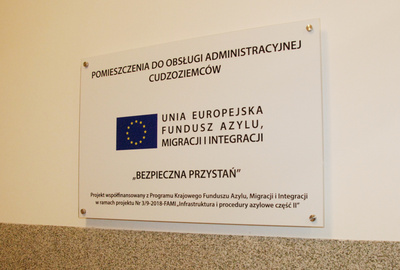 POMIESZCZENIA DO OBSŁUGI ADMINISTRACYJNEJ
CUDZOZIEMCÓW
UNIA EUROPEJSKA
FUNDUSZ AZYLU,
MIGRACJI I INTEGRACJI
„BEZPIECZNA PRZYSTAŃ"
Projekt współfinansowany z Programu Krajowego Funduszu Azylu, Migracji i Integracji
w ramach projektu Nr 3/9-2018-FAMI „Infrastruktura i procedury azylowe część II”